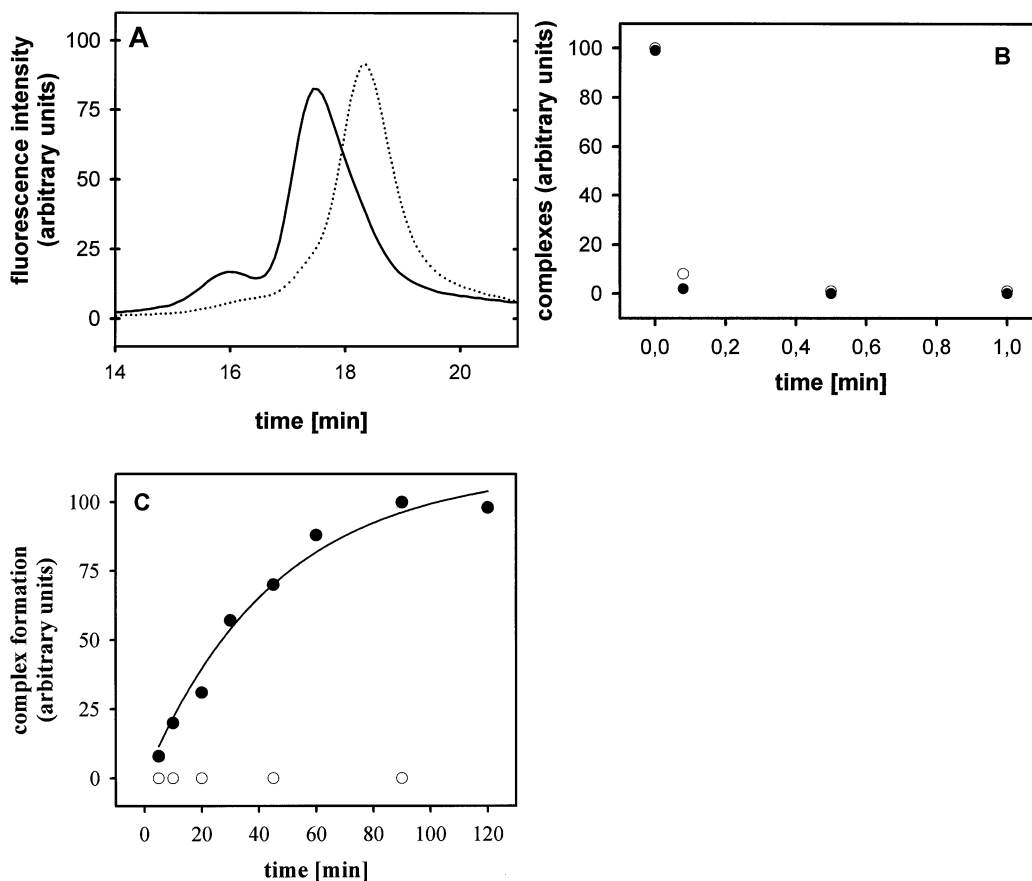 A
100
75
50
25
0
fluorescence intensity
(arbitrary units)
14 16 18 20
time [min]
B
100
80
60
40
20
0
complexes (arbitrary units)
0,0 0,2 0,4 0,6 0,8 1,0
time [min]
C
100
75
50
25
0
complex formation
(arbitrary units)
0 20 40 60 80 100 120
time [min]